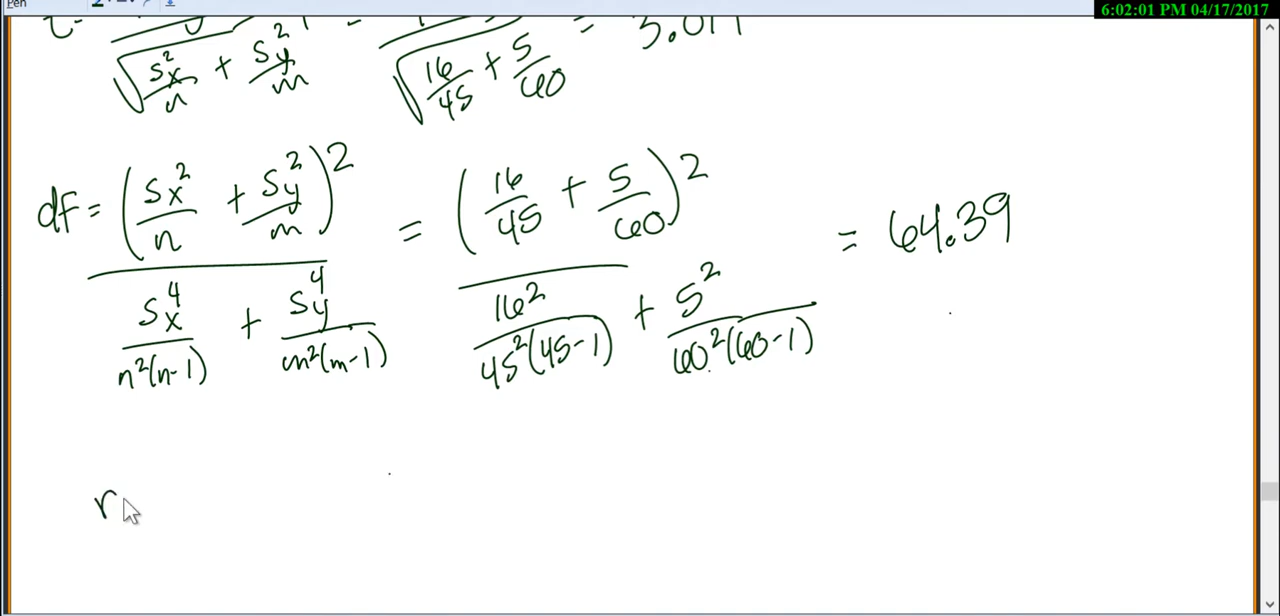 Pen
6:02:01 PM 04/17/2017
√(Sx²/n + Sy²/m) √(16/45 + 5/60) = 3.017
df = (Sx²/n + Sy²/m)² / (Sx⁴/n²(n-1) + Sy⁴/m²(m-1)) = (16/45 + 5/60)² / (16²/45²(45-1) + 5²/60²(60-1)) = 64.39
r